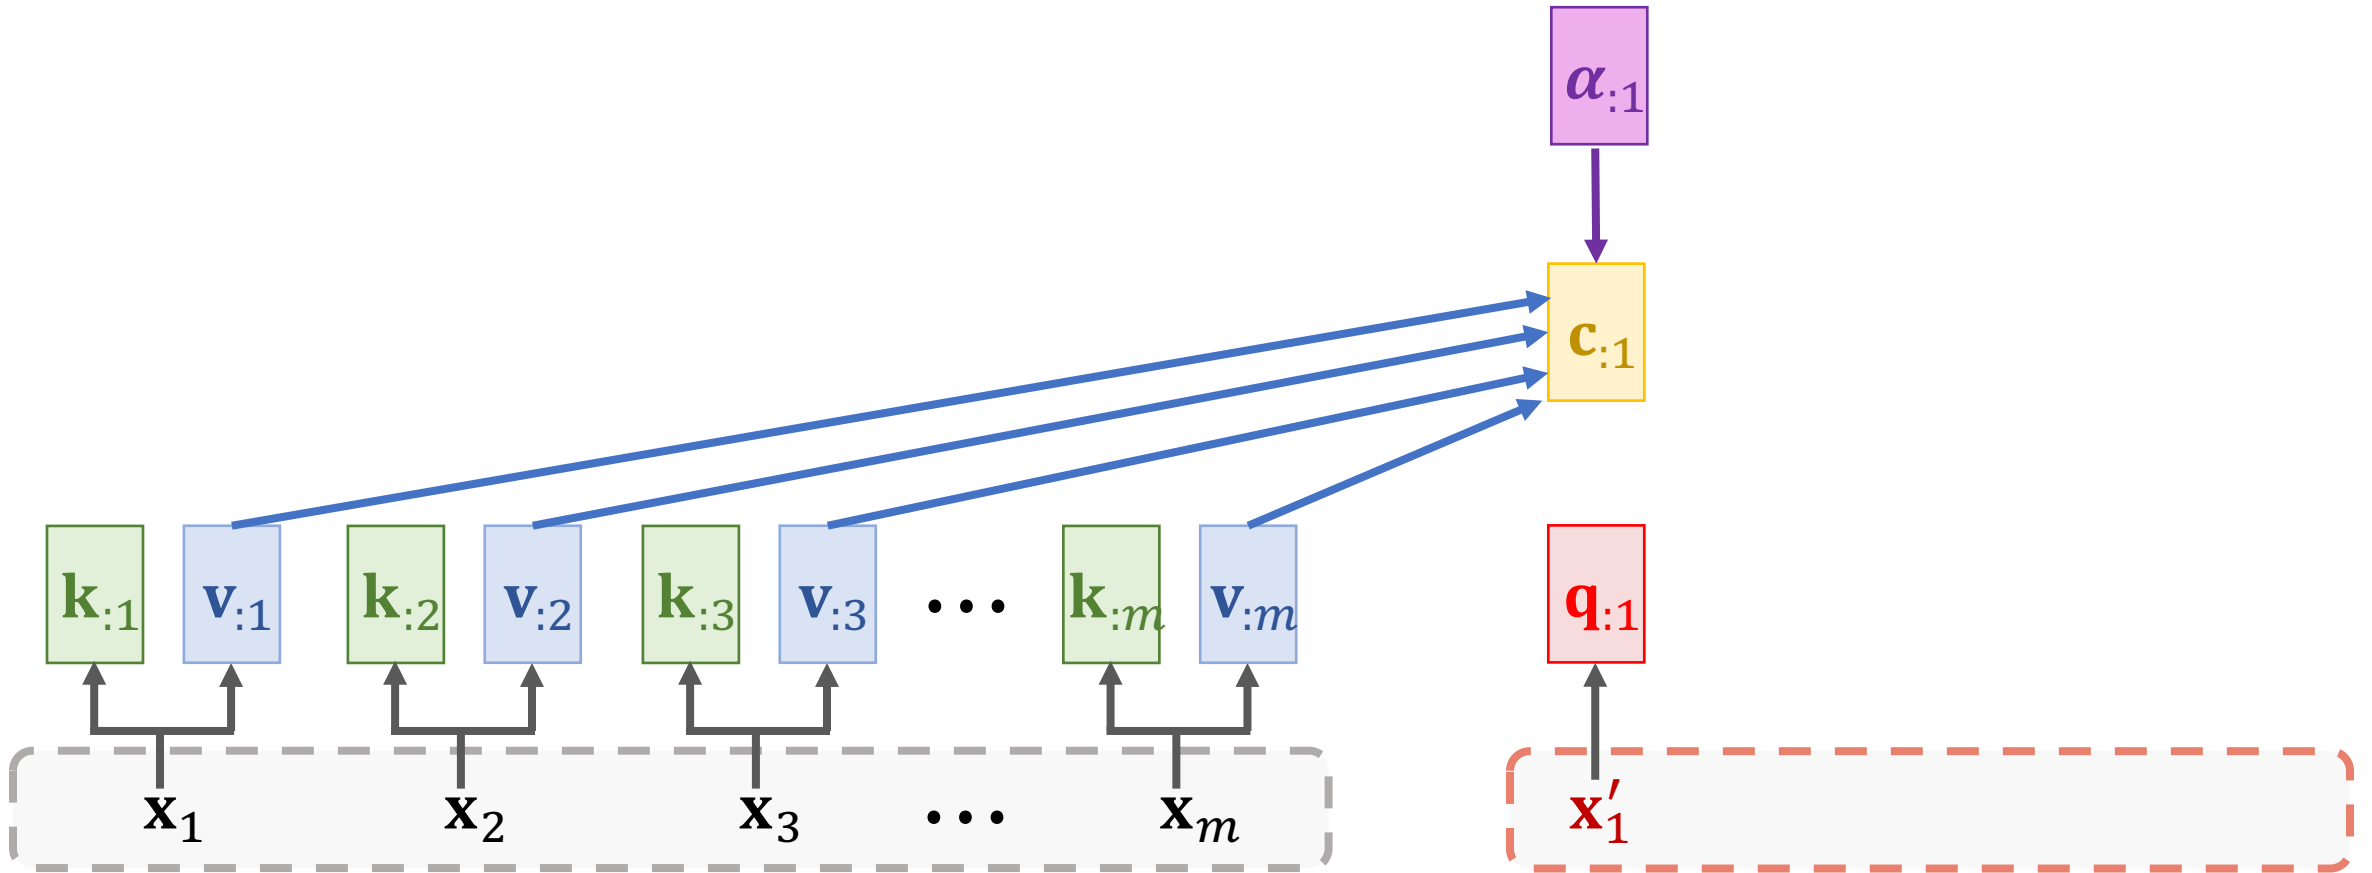 α:1
c:1
k:1 v:1 k:2 v:2 k:3 v:3 ··· k:m v:m q:1
x1 x2 x3 ··· xm x′1